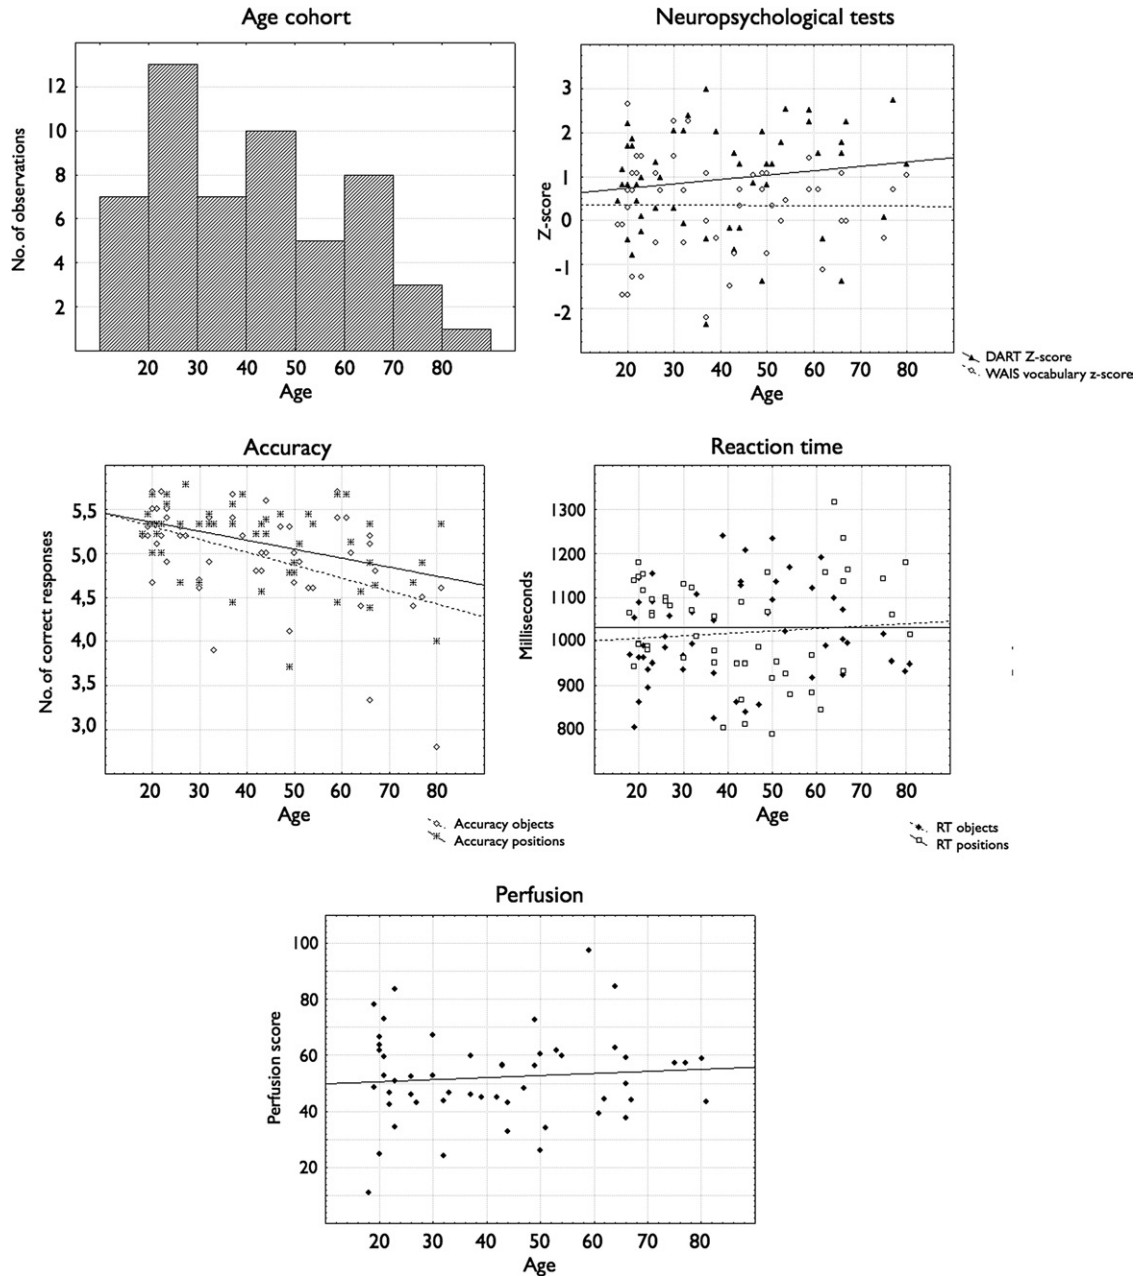 Age cohort
No. of observations
12
10
8
6
4
2
20 30 40 50 60 70 80
Age
Neuropsychological tests
Z-score
3
2
1
0
-1
-2
20 30 40 50 60 70 80
Age
DART Z-score
WAIS vocabulary z-score
Accuracy
No. of correct responses
5,5
5,0
4,5
4,0
3,5
3,0
20 30 40 50 60 70 80
Age
Accuracy objects
Accuracy positions
Reaction time
Milliseconds
1300
1200
1100
1000
900
800
20 30 40 50 60 70 80
Age
RT objects
RT positions
Perfusion
Perfusion score
100
80
60
40
20
20 30 40 50 60 70 80
Age